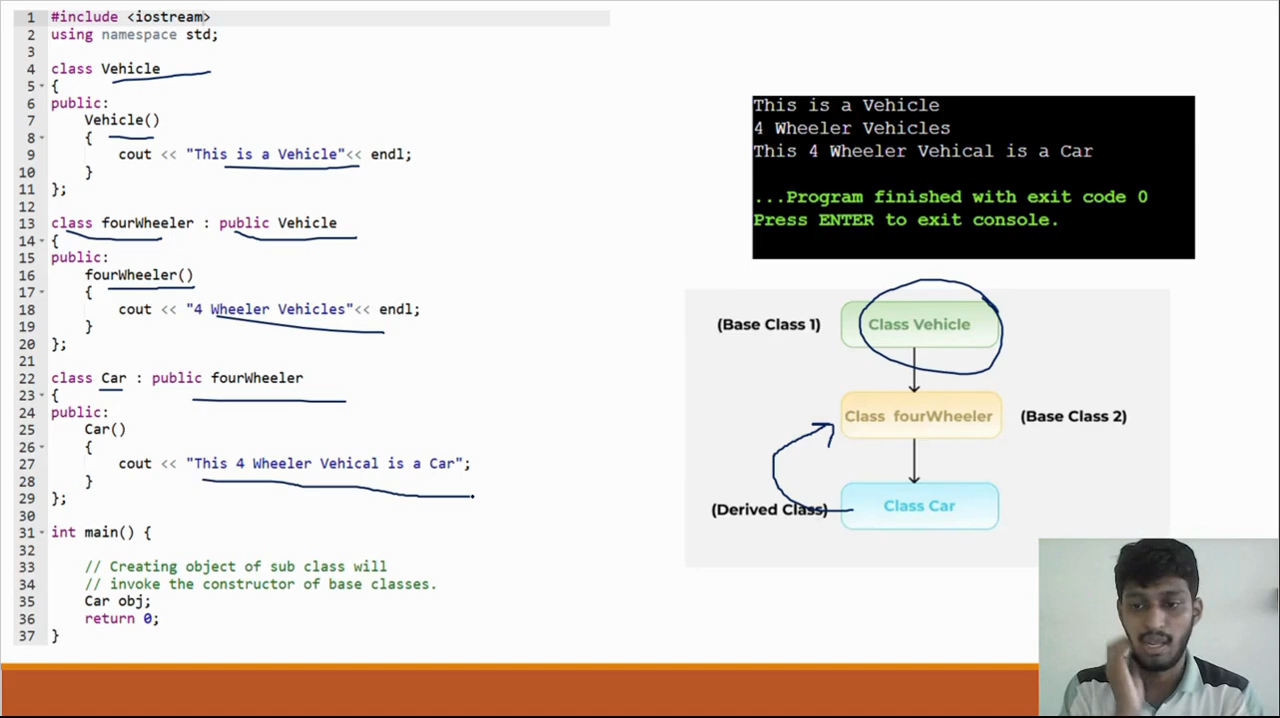 1 #include <iostream>
2 using namespace std;
3
4 class Vehicle
5 {
6 public:
7 Vehicle()
8 {
9 cout << "This is a Vehicle"<< endl;
10 }
11 };
12
13 class fourWheeler : public Vehicle
14 {
15 public:
16 fourWheeler()
17 {
18 cout << "4 Wheeler Vehicles"<< endl;
19 }
20 };
21
22 class Car : public fourWheeler
23 {
24 public:
25 Car()
26 {
27 cout << "This 4 Wheeler Vehical is a Car";
28 }
29 };
30
31 int main() {
32
33 // Creating object of sub class will
34 // invoke the constructor of base classes.
35 Car obj;
36 return 0;
37 }
This is a Vehicle
4 Wheeler Vehicles
This 4 Wheeler Vehical is a Car
...Program finished with exit code 0
Press ENTER to exit console.
(Base Class 1) Class Vehicle
Class fourWheeler (Base Class 2)
(Derived Class) Class Car